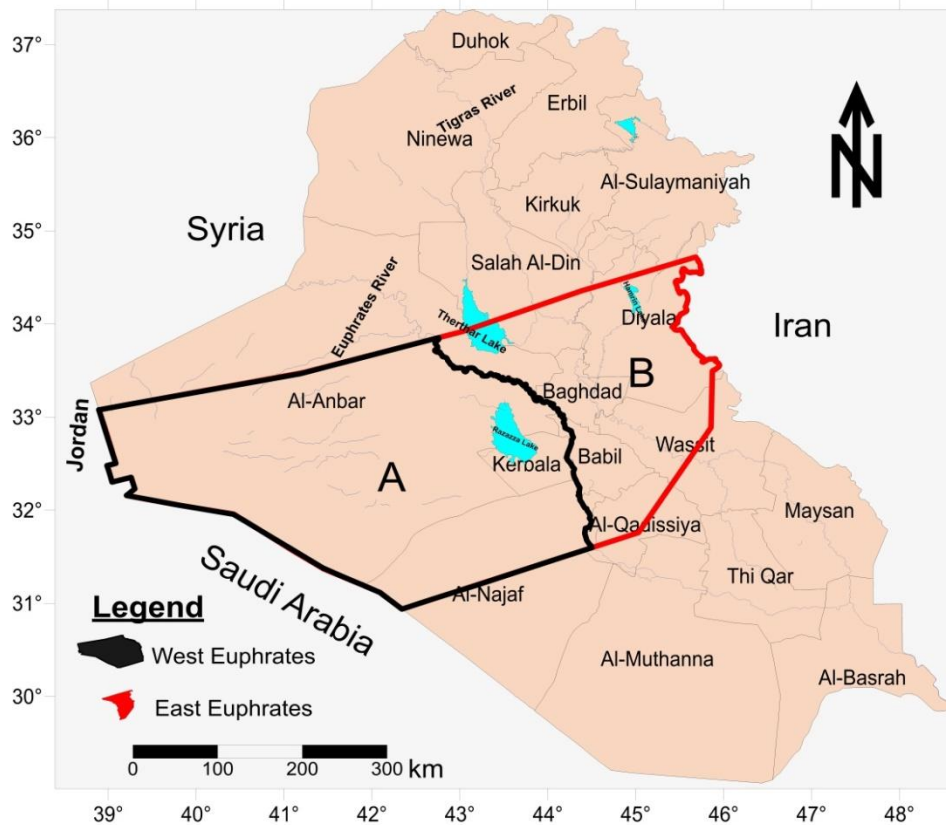 37°
36°
35°
34°
33°
32°
31°
30°
39°
40°
41°
42°
43°
44°
45°
46°
47°
48°
N
Duhok
Erbil
Tigras River
Ninewa
Al-Sulaymaniyah
Kirkuk
Syria
Salah Al-Din
Euphrates River
Hamrin L
Therthar Lake
Diyala
Iran
B
Baghdad
Al-Anbar
Jordan
Razazza Lake
Kerbala
Babil
Wassit
A
Al-Qadissiya
Maysan
Thi Qar
Saudi Arabia
Al-Najaf
Al-Muthanna
Al-Basrah
Legend
West Euphrates
East Euphrates
0 100 200 300 km